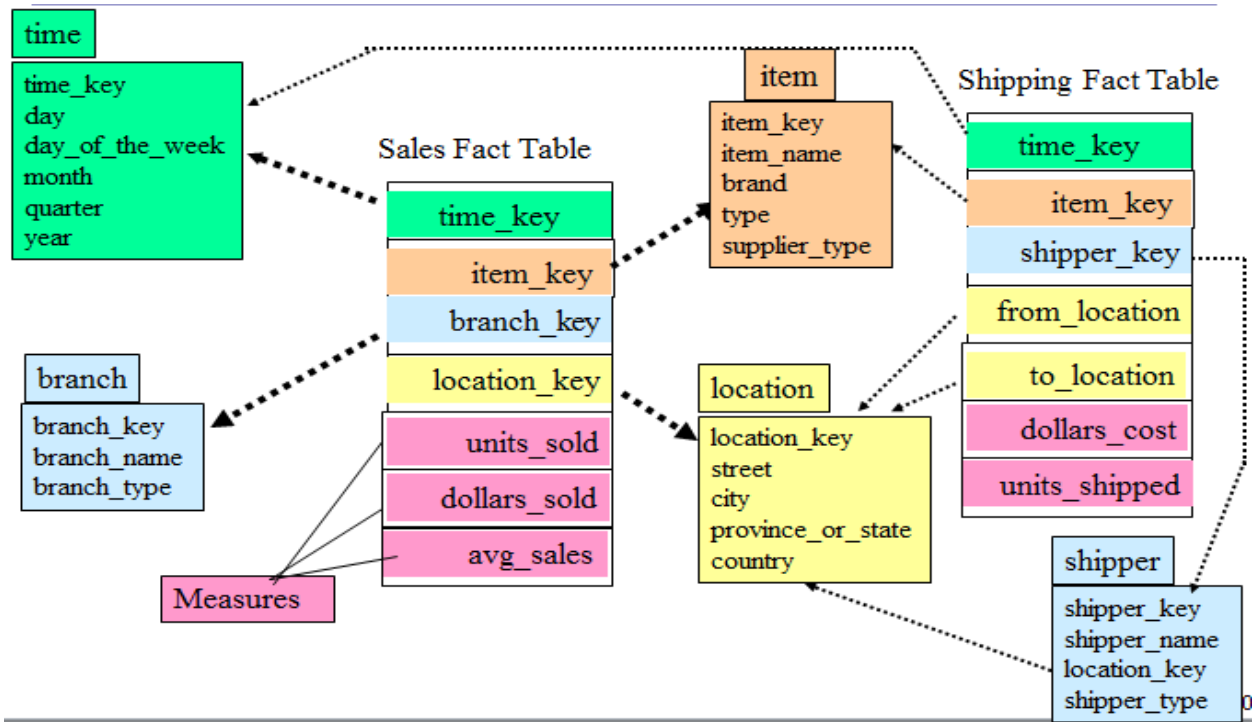 time
time_key
day
day_of_the_week
month
quarter
year
Sales Fact Table
time_key
item_key
branch_key
location_key
units_sold
dollars_sold
avg_sales
Measures
branch
branch_key
branch_name
branch_type
item
item_key
item_name
brand
type
supplier_type
location
location_key
street
city
province_or_state
country
Shipping Fact Table
time_key
item_key
shipper_key
from_location
to_location
dollars_cost
units_shipped
shipper
shipper_key
shipper_name
location_key
shipper_type